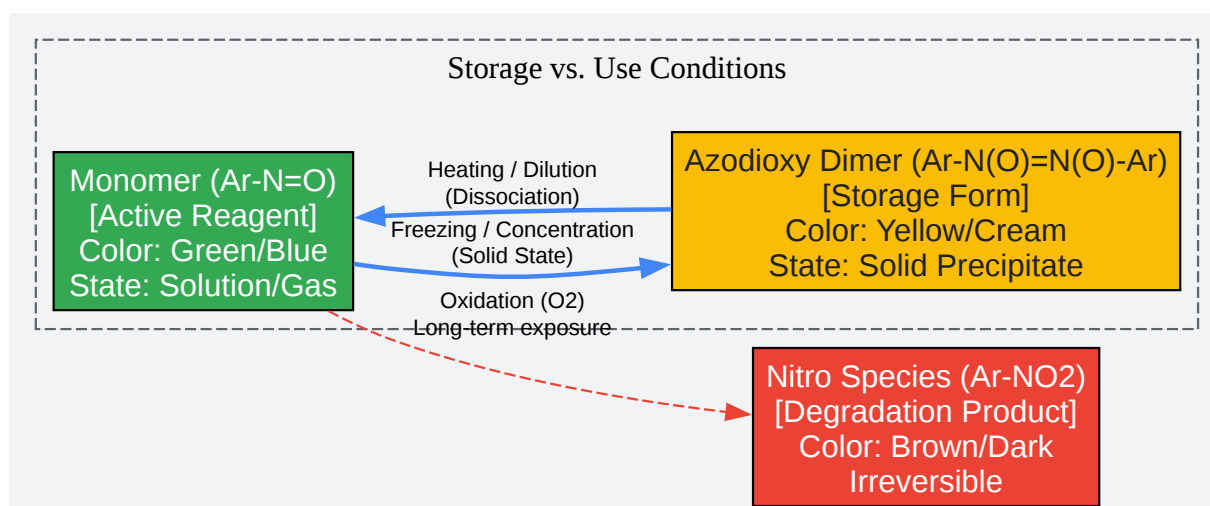 Storage vs. Use Conditions
Monomer (Ar-N=O)
[Active Reagent]
Color: Green/Blue
State: Solution/Gas
Heating / Dilution
(Dissociation)
Freezing / Concentration
(Solid State)
Oxidation (O2)
Long-term exposure
Azodioxy Dimer (Ar-N(O)=N(O)-Ar)
[Storage Form]
Color: Yellow/Cream
State: Solid Precipitate
Nitro Species (Ar-NO2)
[Degradation Product]
Color: Brown/Dark
Irreversible